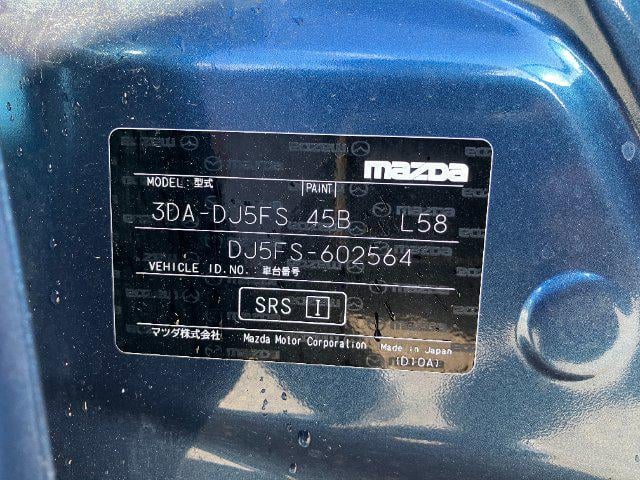 mazda
MODEL: 型式 PAINT
3DA-DJ5FS 45B L58
DJ5FS-602564
VEHICLE ID.NO.: 車台番号
SRS I
マツダ株式会社 Mazda Motor Corporation Made in Japan
(D10A)